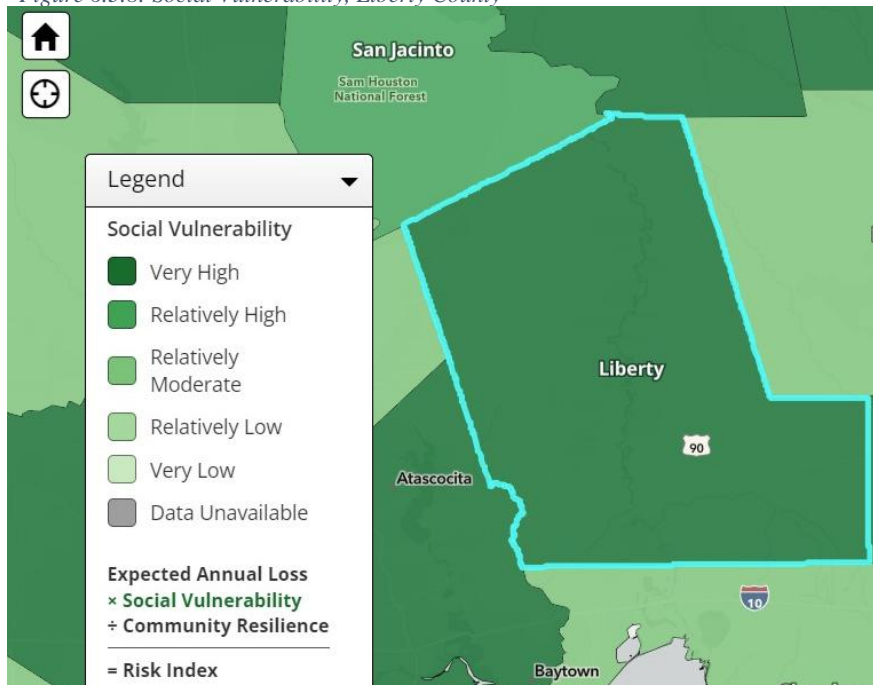 San Jacinto
Sam Houston
National Forest
Legend
Social Vulnerability
Very High
Relatively High
Relatively
Moderate
Relatively Low
Very Low
Data Unavailable
Expected Annual Loss
× Social Vulnerability
÷ Community Resilience
= Risk Index
Liberty
90
Atascocita
10
Baytown